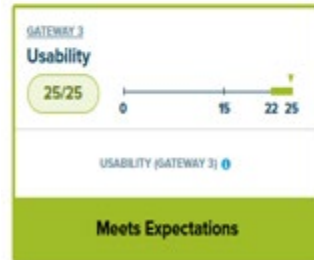 GATEWAY 3
Usability
25/25
0 15 22 25
USABILITY (GATEWAY 3)
Meets Expectations